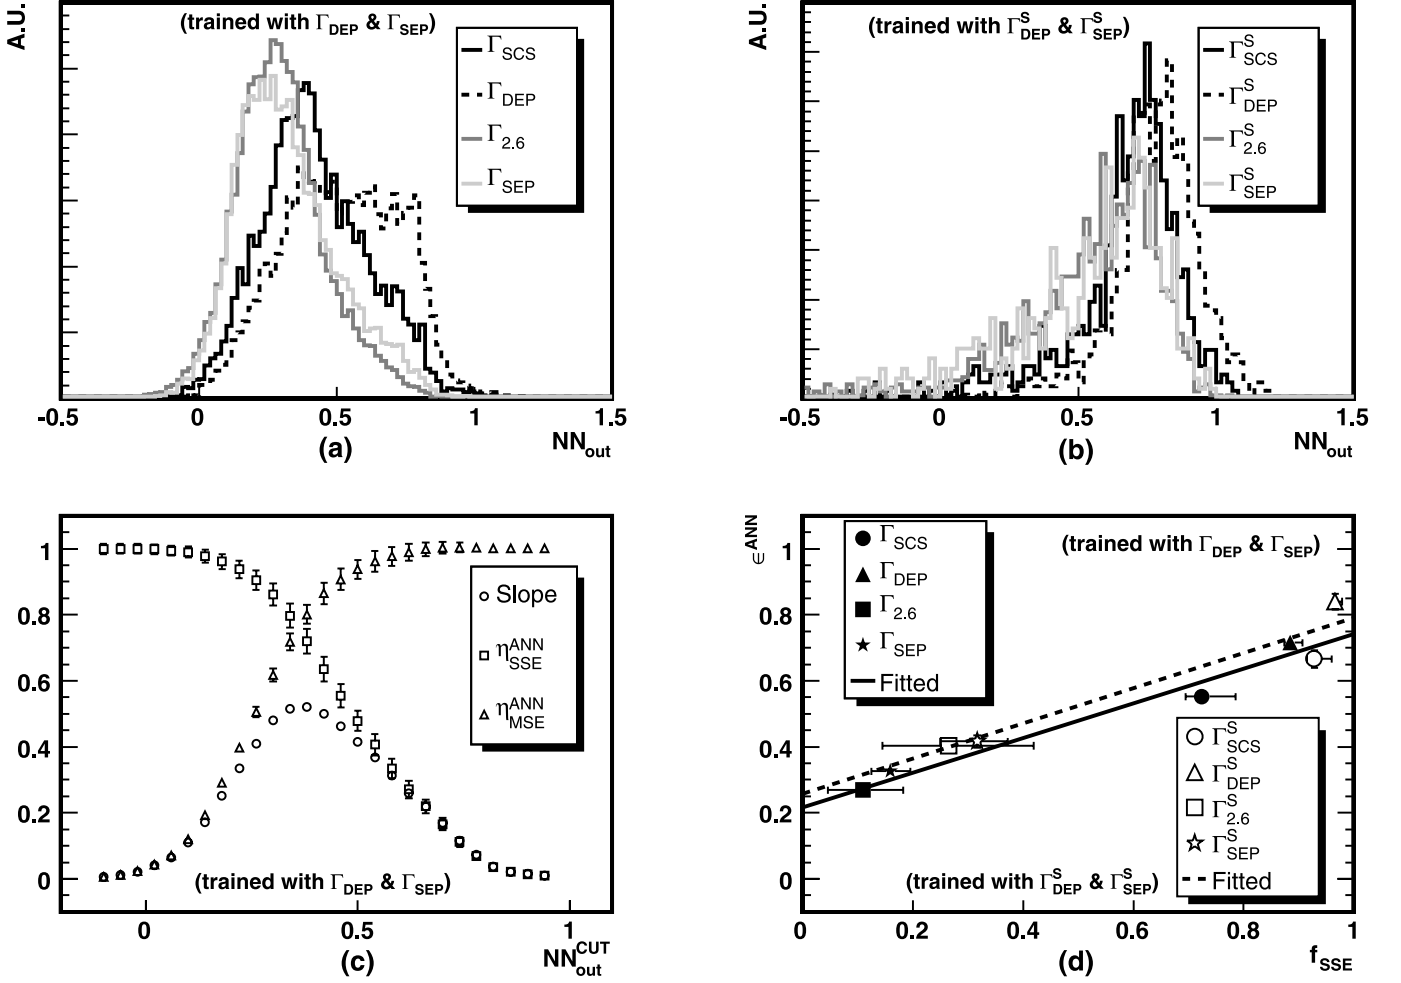 A.U.
(trained with Γ_DEP & Γ_SEP)
Γ_SCS
Γ_DEP
Γ_2.6
Γ_SEP
-0.5 0 0.5 1 1.5
(a) NN_out
A.U.
(trained with Γ^S_DEP & Γ^S_SEP)
Γ^S_SCS
Γ^S_DEP
Γ^S_2.6
Γ^S_SEP
-0.5 0 0.5 1 1.5
(b) NN_out
1
0.8
0.6
0.4
0.2
0
Slope
η^ANN_SSE
η^ANN_MSE
(trained with Γ_DEP & Γ_SEP)
0 0.5 1
(c) NN^CUT_out
∈^ANN
1
0.8
0.6
0.4
0.2
0
Γ_SCS
Γ_DEP
Γ_2.6
Γ_SEP
Fitted
(trained with Γ_DEP & Γ_SEP)
Γ^S_SCS
Γ^S_DEP
Γ^S_2.6
Γ^S_SEP
Fitted
(trained with Γ^S_DEP & Γ^S_SEP)
0 0.2 0.4 0.6 0.8 1
(d) f_SSE